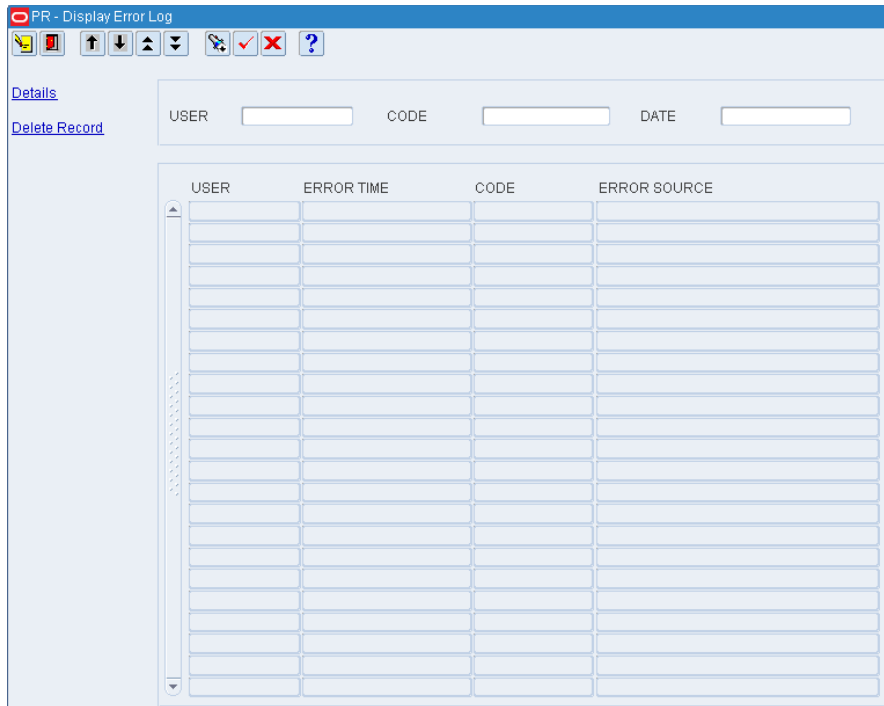 PR - Display Error Log
?
Details
Delete Record
USER CODE DATE
USER ERROR TIME CODE ERROR SOURCE